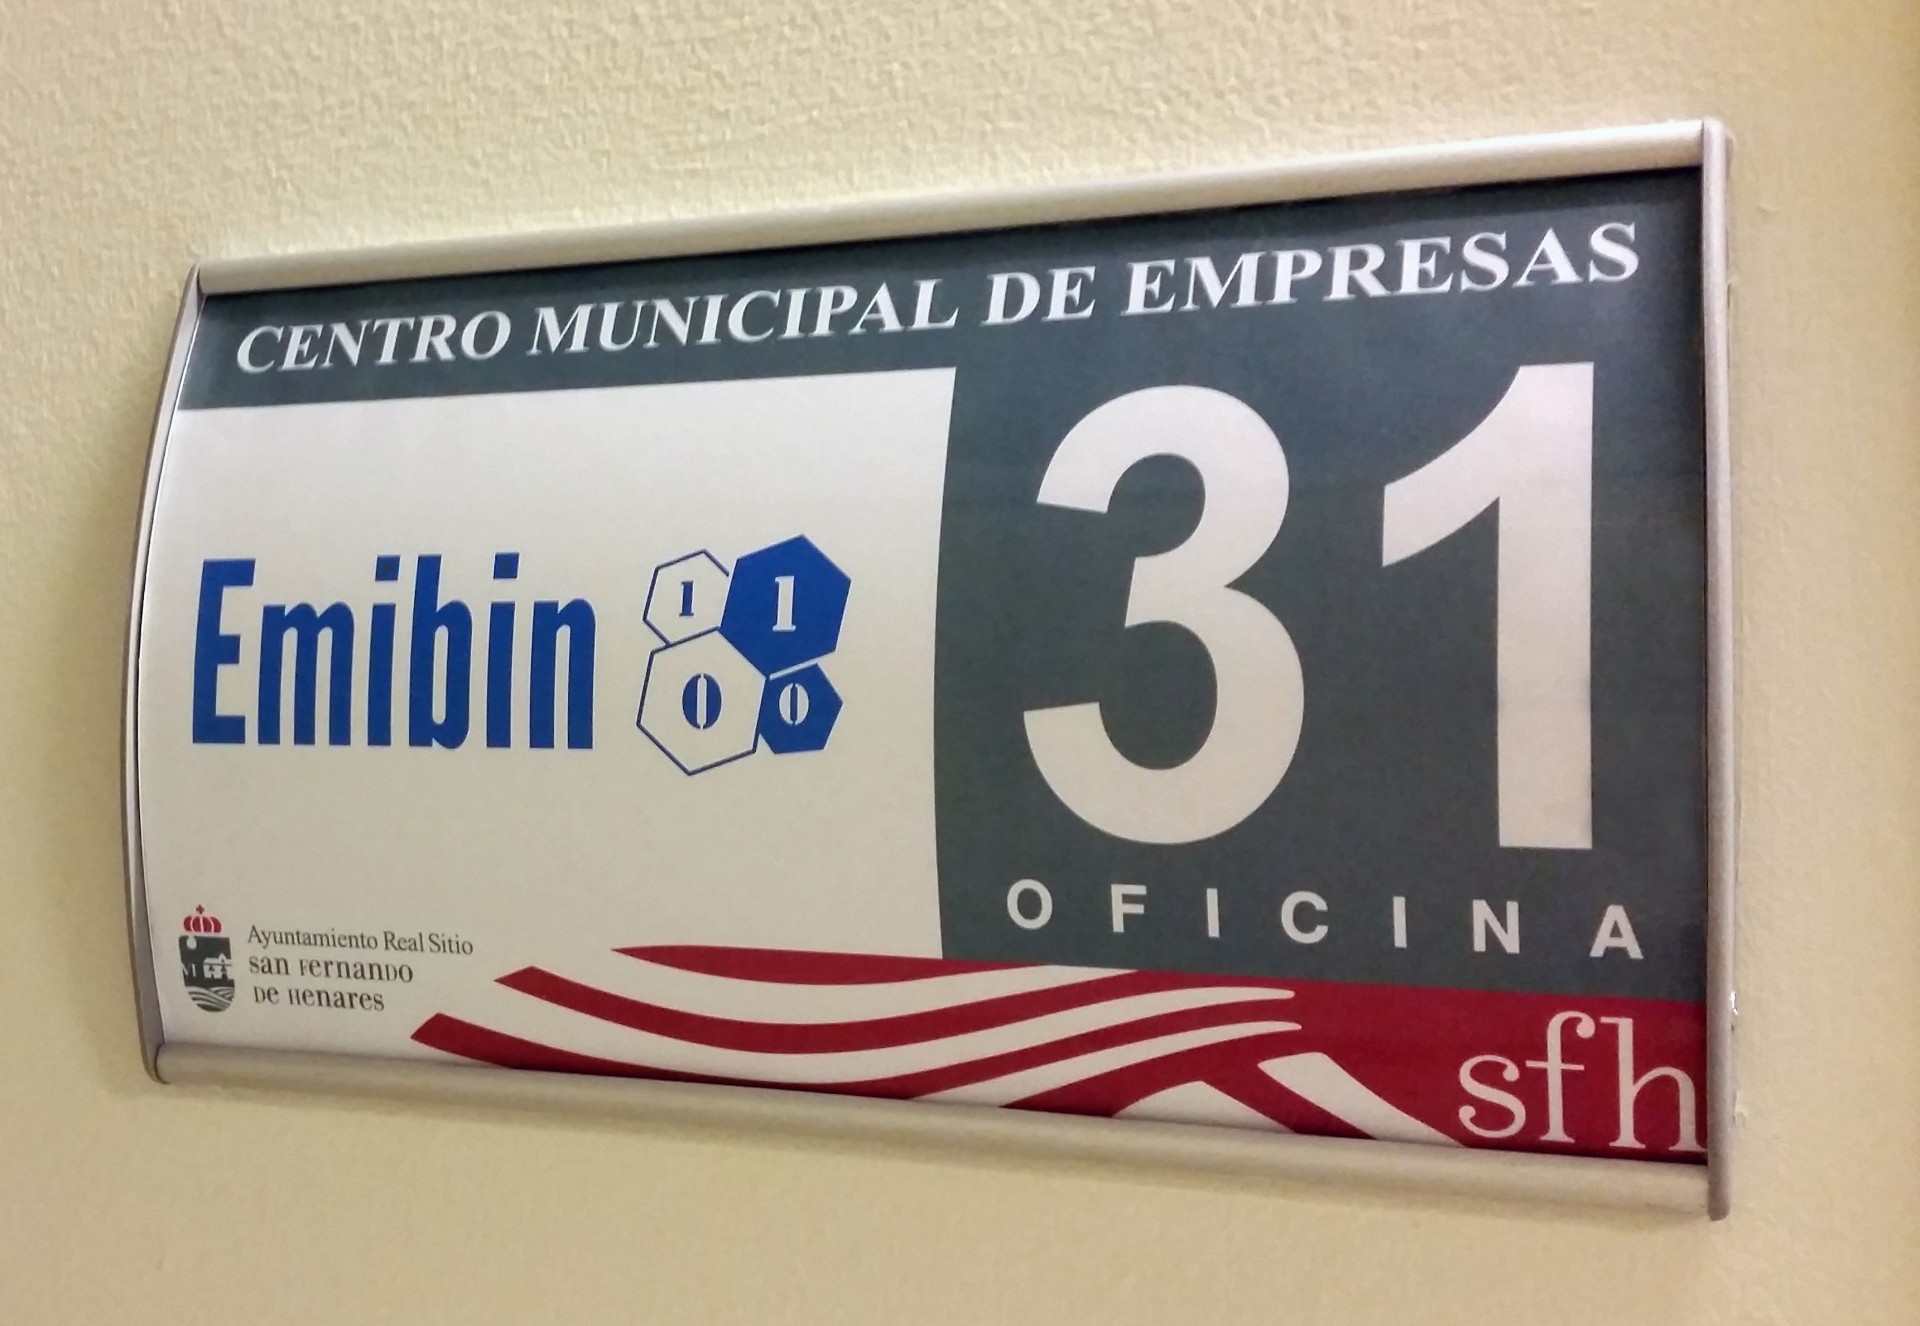 CENTRO MUNICIPAL DE EMPRESAS
31
OFICINA
Emibin
1 1
0 0
Ayuntamiento Real Sitio
san Fernando
De Henares
sfh